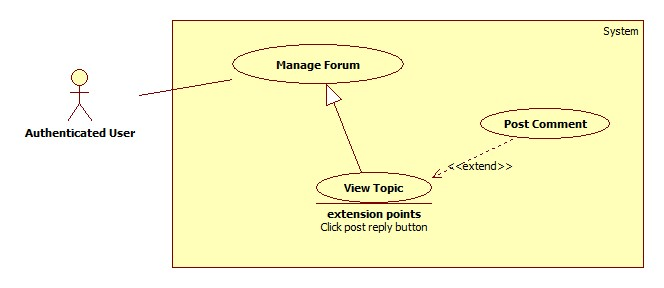 System
Manage Forum
Authenticated User
Post Comment
<<extend>>
View Topic
extension points
Click post reply button